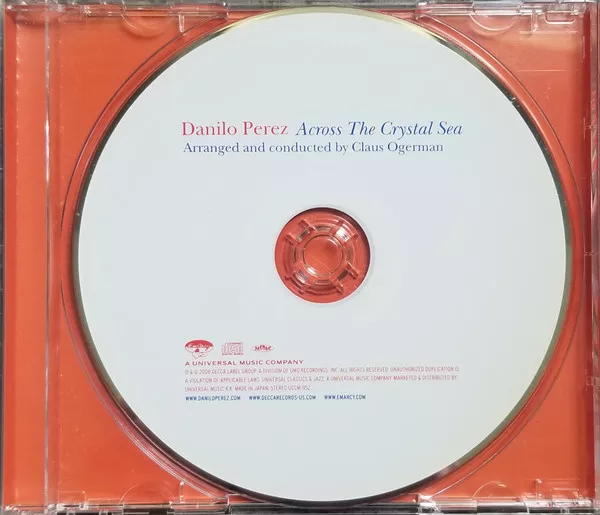 Danilo Perez Across The Crystal Sea
Arranged and conducted by Claus Ogerman
EmArcy
A UNIVERSAL MUSIC COMPANY
℗ & © 2008 DECCA LABEL GROUP, A DIVISION OF UMG RECORDINGS, INC. ALL RIGHTS RESERVED. UNAUTHORIZED DUPLICATION IS
A VIOLATION OF APPLICABLE LAWS. UNIVERSAL CLASSICS & JAZZ, A UNIVERSAL MUSIC COMPANY. MARKETED & DISTRIBUTED BY
UNIVERSAL MUSIC K.K. MADE IN JAPAN. STEREO UCCM-1152
WWW.DANILOPEREZ.COM WWW.DECCARECORDS-US.COM WWW.EMARCY.COM